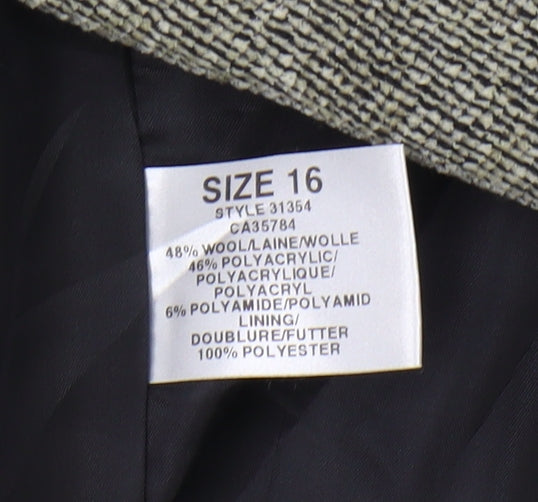 SIZE 16
STYLE 31354
CA35784
48% WOOL/LAINE/WOLLE
46% POLYACRYLIC/
POLYACRYLIQUE/
POLYACRYL
6% POLYAMIDE/POLYAMID
LINING/
DOUBLURE/FUTTER
100% POLYESTER